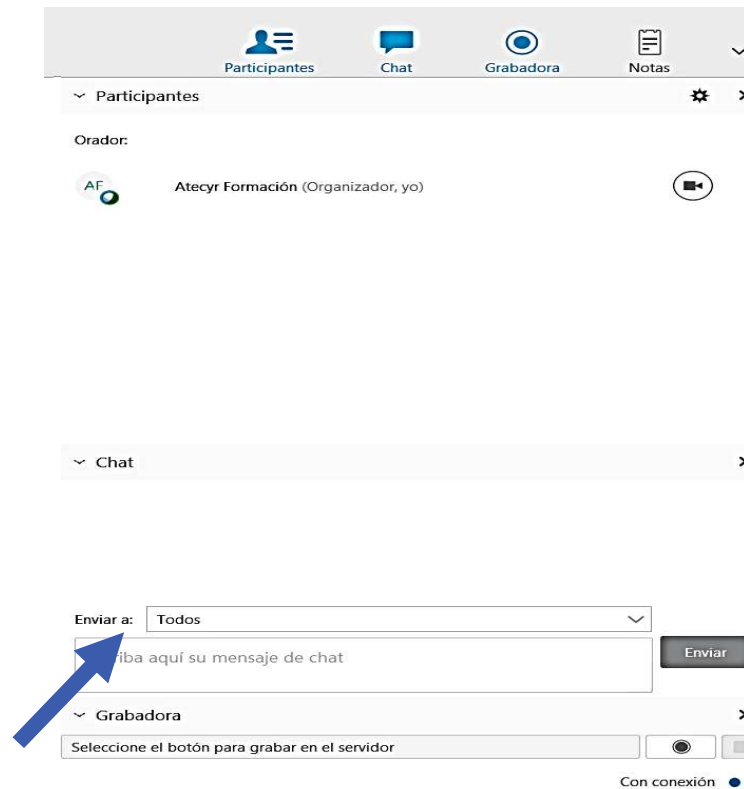 Participantes Chat Grabadora Notas
Participantes
Orador:
AF Atecyr Formación (Organizador, yo)
Chat
Enviar a: Todos
aquí su mensaje de chat
Enviar
Grabadora
Seleccione el botón para grabar en el servidor
Con conexión